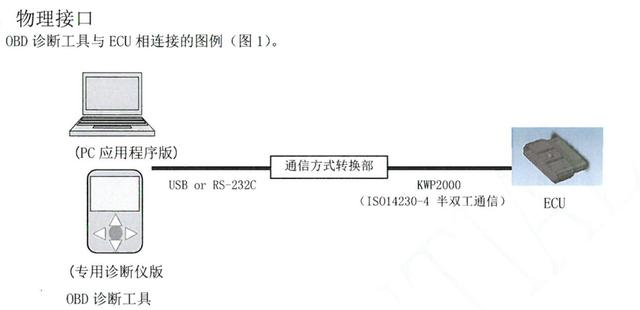 物理接口
OBD 诊断工具与 ECU 相连接的图例（图 1）。
(PC 应用程序版)
通信方式转换部
USB or RS-232C
KWP2000
（ISO14230-4 半双工通信）
ECU
(专用诊断仪版
OBD 诊断工具